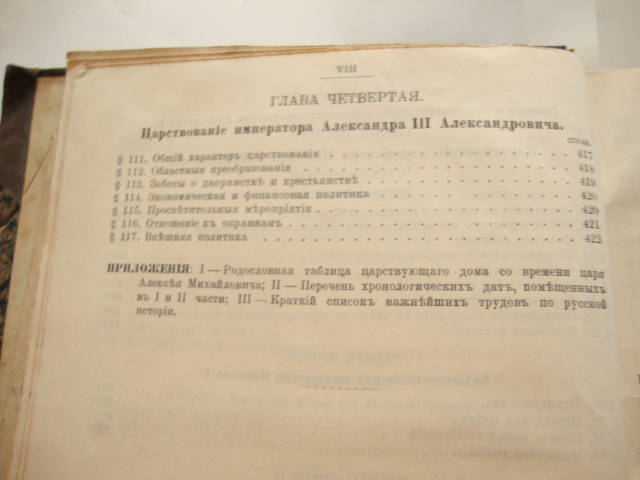 VIII
ГЛАВА ЧЕТВЕРТАЯ.
Царствованіе императора Александра III Александровича.
СТРАН.
§ 111. Общій характеръ царствованія . . . . . . . . . . . . . . 417
§ 112. Областныя преобразованія . . . . . . . . . . . . . . 418
§ 113. Заботы о дворянствѣ и крестьянствѣ . . . . . . . . . . . 419
§ 114. Экономическая и финансовая политика . . . . . . . . . . 420
§ 115. Просвѣтительныя мѣропріятія . . . . . . . . . . . . . 420
§ 116. Отношеніе къ окраинамъ . . . . . . . . . . . . . . 421
§ 117. Внѣшняя политика . . . . . . . . . . . . . . . . 422
ПРИЛОЖЕНІЯ: I — Родословная таблица царствующаго дома со времени царя
Алексѣя Михайловича; II — Перечень хронологическихъ датъ, помѣщенныхъ
въ I и II части; III — Краткій списокъ важнѣйшихъ трудовъ по русской
исторіи.